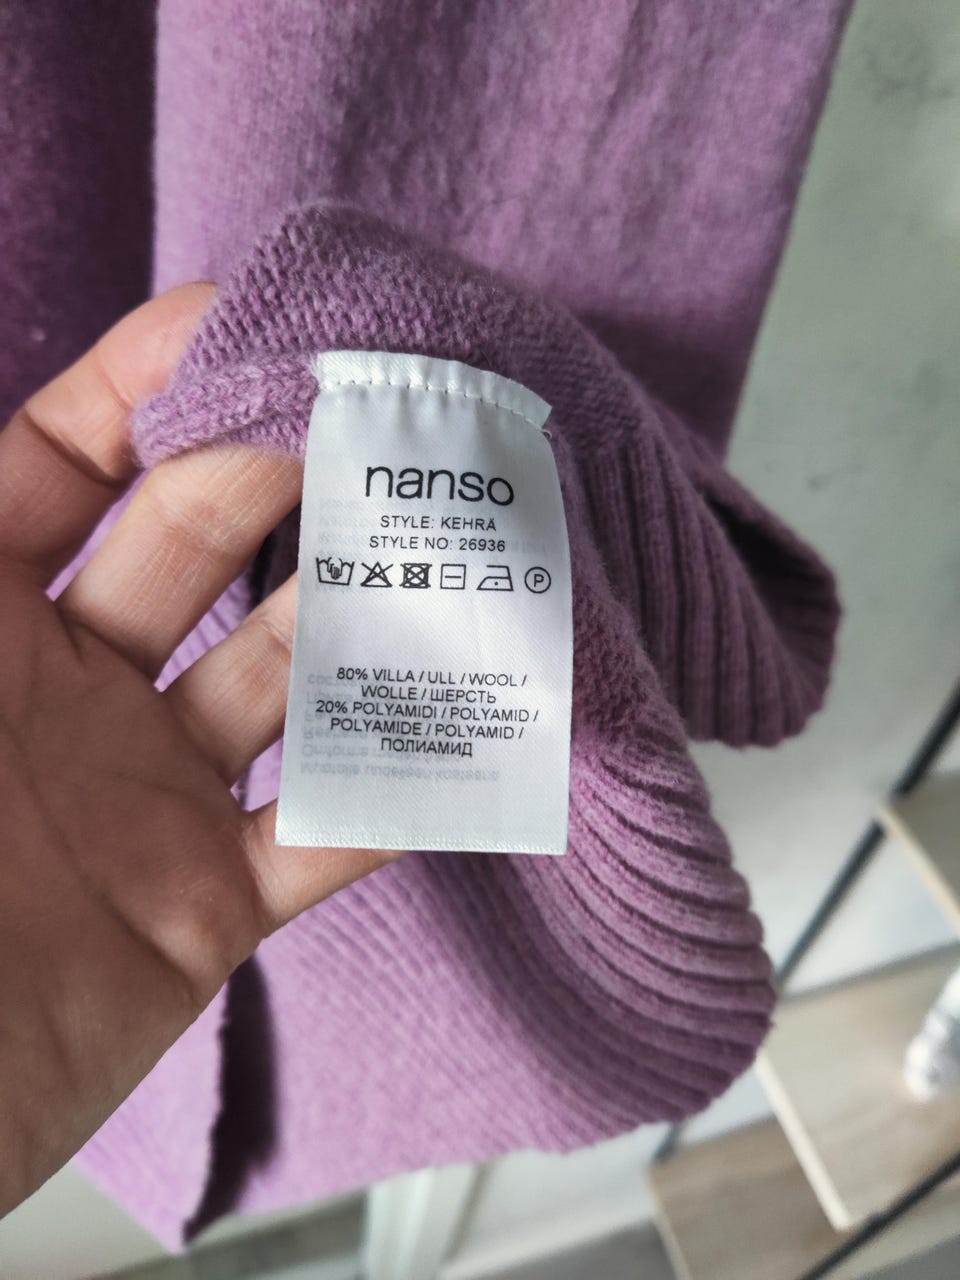 nanso
STYLE: KEHRÄ
STYLE NO: 26936
P
80% VILLA / ULL / WOOL /
WOLLE / ШЕРСТЬ
20% POLYAMIDI / POLYAMID /
POLYAMIDE / POLYAMID /
ПОЛИАМИД